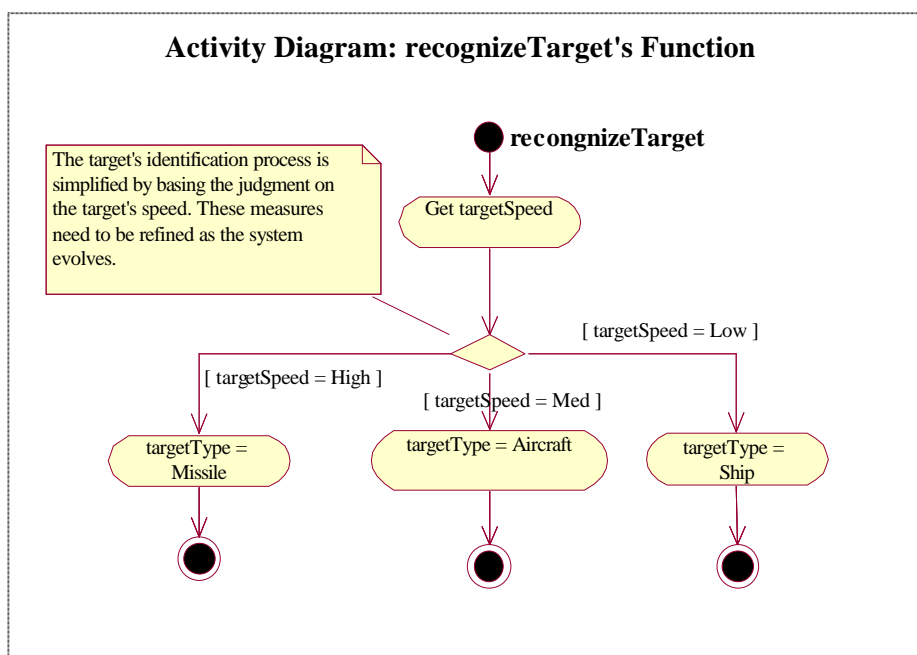 Activity Diagram: recognizeTarget's Function
recongnizeTarget
The target's identification process is
simplified by basing the judgment on
the target's speed. These measures
need to be refined as the system
evolves.
Get targetSpeed
[ targetSpeed = Low ]
[ targetSpeed = High ]
[ targetSpeed = Med ]
targetType =
Missile
targetType = Aircraft
targetType =
Ship